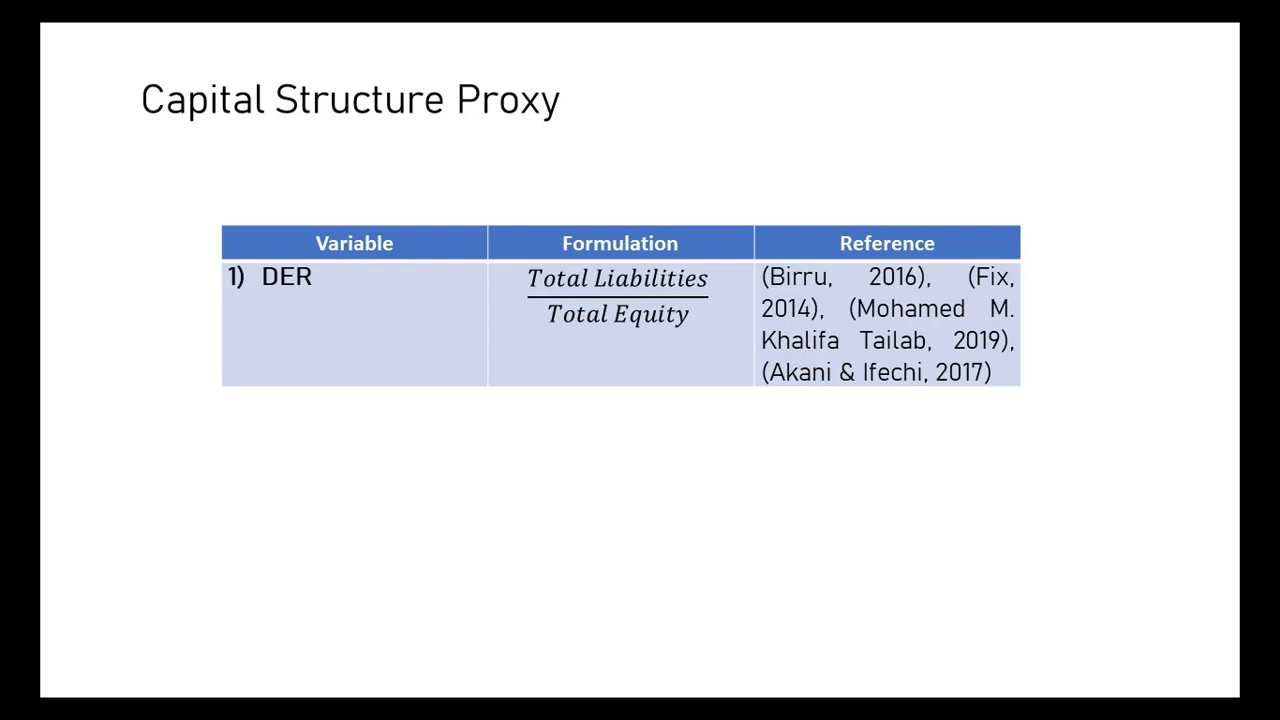 Capital Structure Proxy
Variable Formulation Reference
1) DER
Total Liabilities
Total Equity
(Birru, 2016), (Fix,
2014), (Mohamed M.
Khalifa Tailab, 2019),
(Akani & Ifechi, 2017)